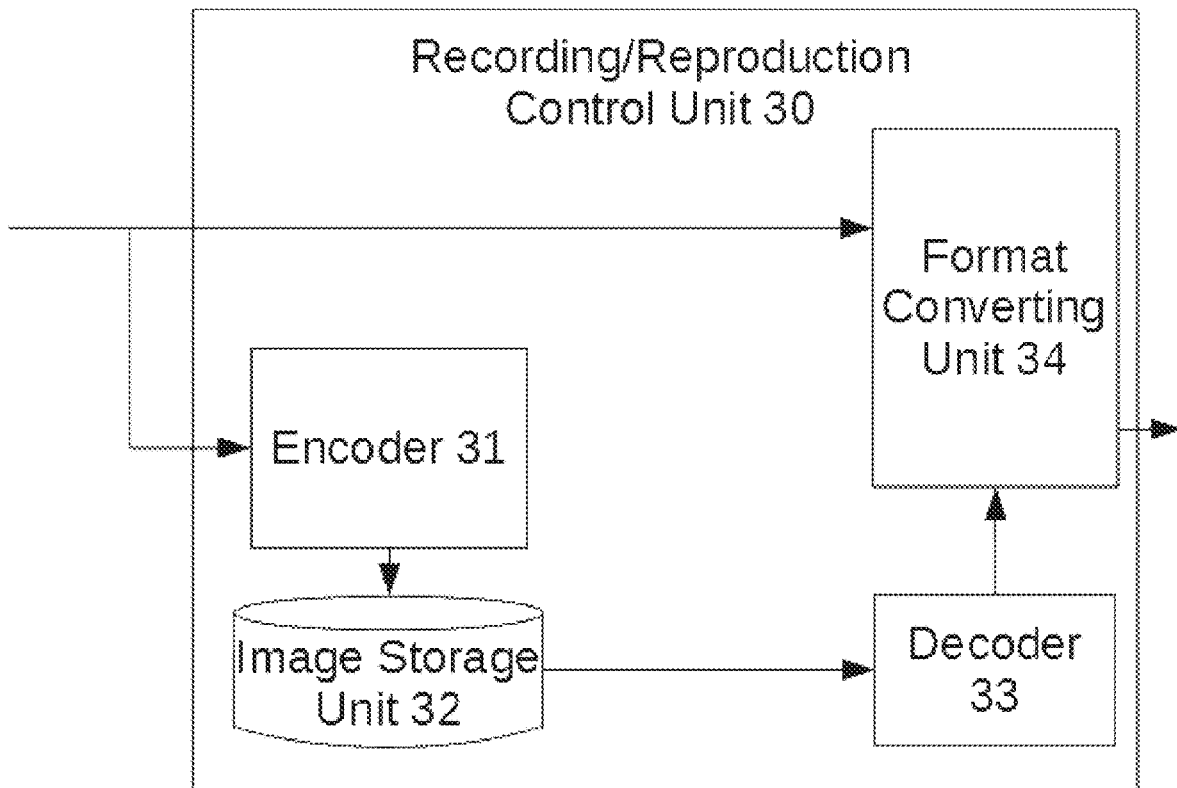 Recording/Reproduction
Control Unit 30
Format
Converting
Unit 34
Encoder 31
Image Storage
Unit 32
Decoder
33